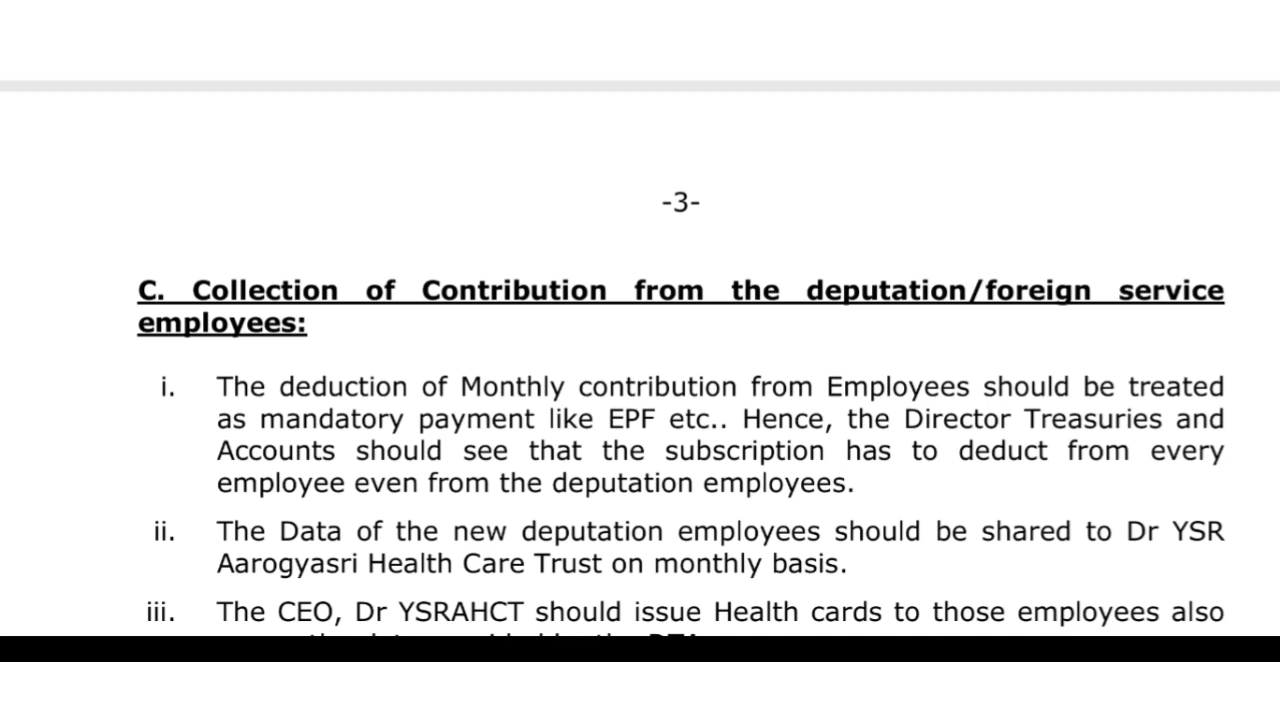 -3-
C. Collection of Contribution from the deputation/foreign service
employees:
i. The deduction of Monthly contribution from Employees should be treated
as mandatory payment like EPF etc.. Hence, the Director Treasuries and
Accounts should see that the subscription has to deduct from every
employee even from the deputation employees.
ii. The Data of the new deputation employees should be shared to Dr YSR
Aarogyasri Health Care Trust on monthly basis.
iii. The CEO, Dr YSRAHCT should issue Health cards to those employees also